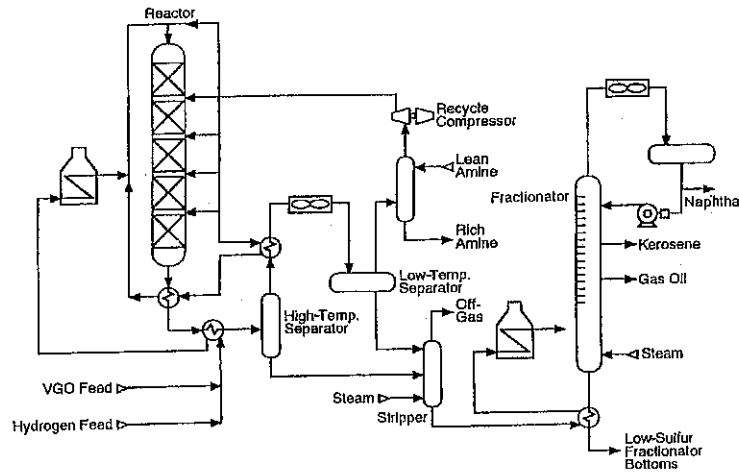 Reactor
Recycle
Compressor
Lean
Amine
Fractionator
Naphtha
Rich
Amine
Kerosene
Low-Temp.
Separator
Gas Oil
Off-
Gas
High-Temp.
Separator
Steam
VGO Feed
Steam
Stripper
Hydrogen Feed
Low-Sulfur
Fractionator
Bottoms